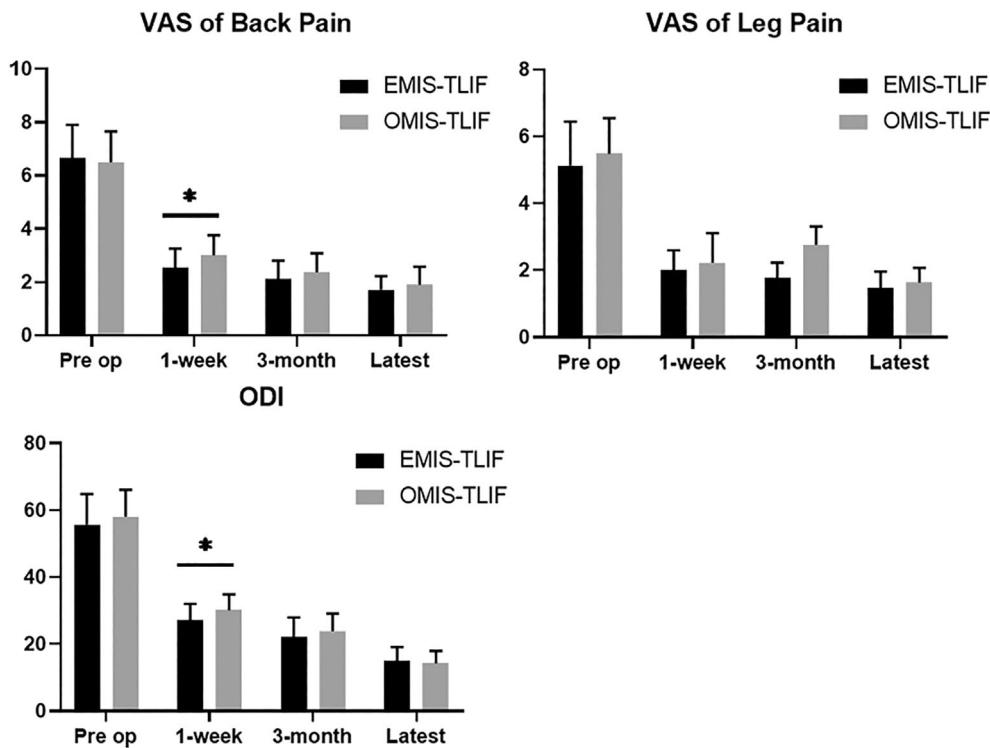 VAS of Back Pain
10
8
6
4
2
0
EMIS-TLIF
OMIS-TLIF
*
Pre op 1-week 3-month Latest
VAS of Leg Pain
8
6
4
2
0
EMIS-TLIF
OMIS-TLIF
Pre op 1-week 3-month Latest
ODI
80
60
40
20
0
EMIS-TLIF
OMIS-TLIF
*
Pre op 1-week 3-month Latest